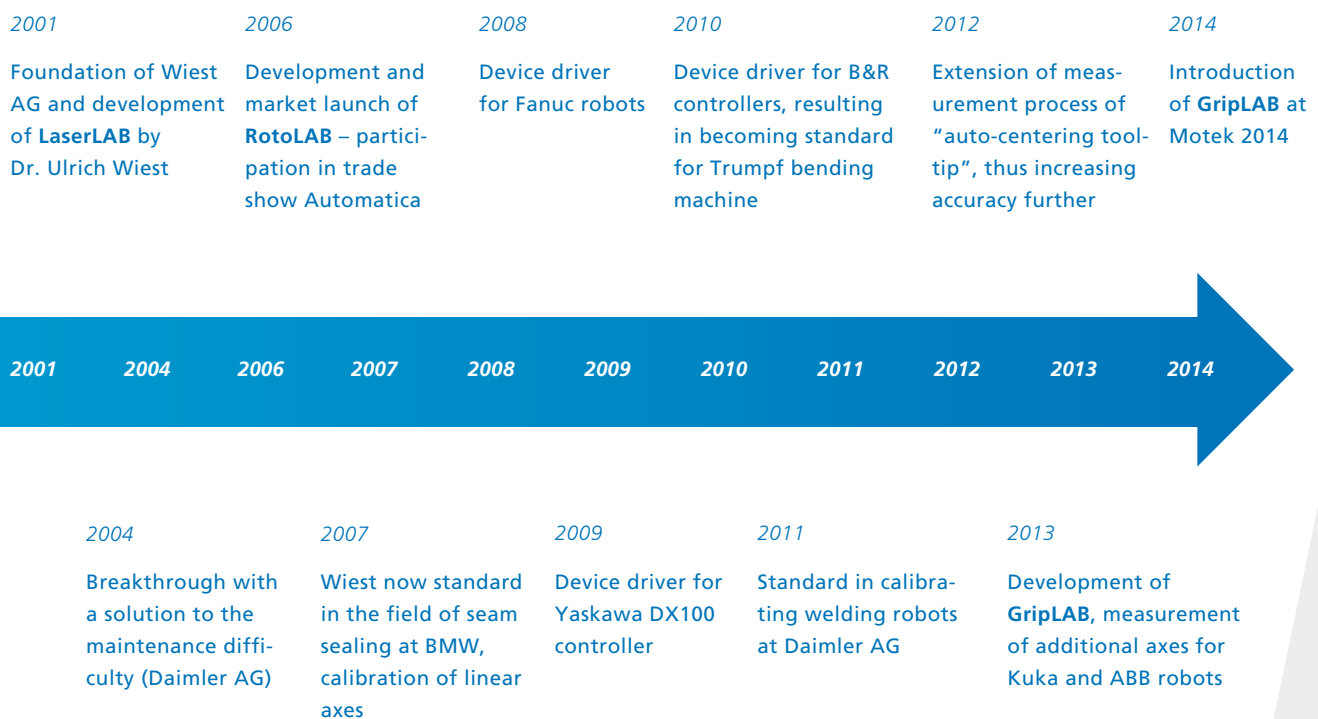 2001
Foundation of Wiest
AG and development
of LaserLAB by
Dr. Ulrich Wiest
2006
Development and
market launch of
RotoLAB – partici-
pation in trade
show Automatica
2008
Device driver
for Fanuc robots
2010
Device driver for B&R
controllers, resulting
in becoming standard
for Trumpf bending
machine
2012
Extension of meas-
urement process of
“auto-centering tool-
tip”, thus increasing
accuracy further
2014
Introduction
of GripLAB at
Motek 2014
2001 2004 2006 2007 2008 2009 2010 2011 2012 2013 2014
2004
Breakthrough with
a solution to the
maintenance diffi-
culty (Daimler AG)
2007
Wiest now standard
in the field of seam
sealing at BMW,
calibration of linear
axes
2009
Device driver for
Yaskawa DX100
controller
2011
Standard in calibra-
ting welding robots
at Daimler AG
2013
Development of
GripLAB, measurement
of additional axes for
Kuka and ABB robots